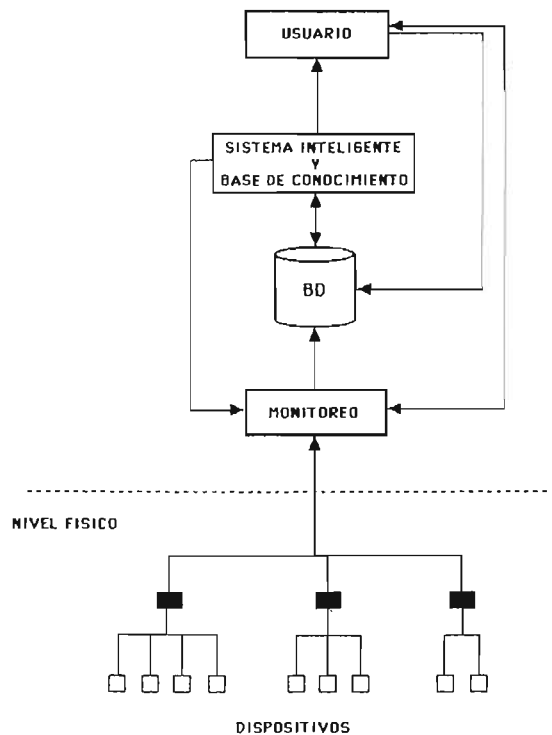 USUARIO
SISTEMA INTELIGENTE
Y
BASE DE CONOCIMIENTO
BD
MONITOREO
NIVEL FISICO
DISPOSITIVOS